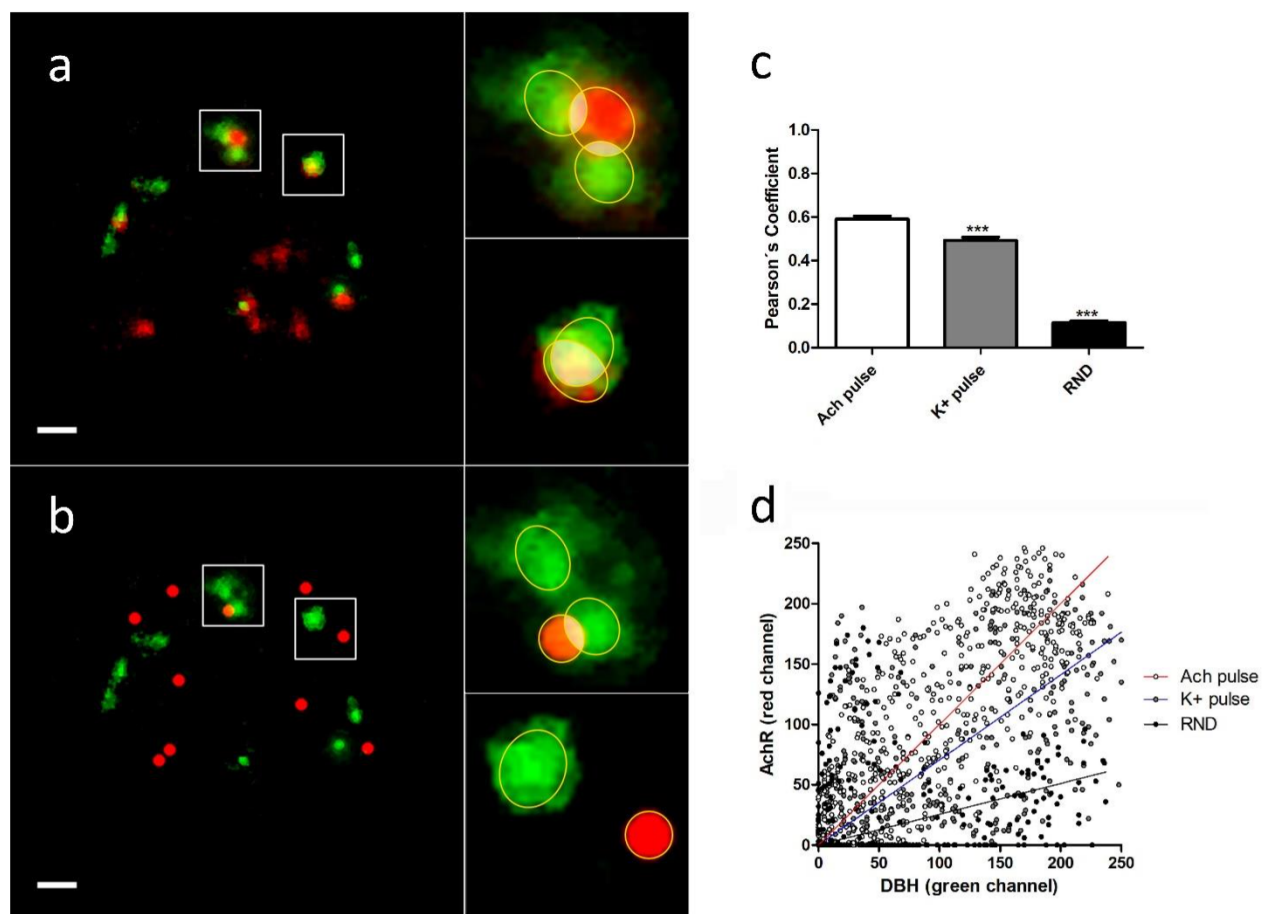 a
b
c
1.0
0.8
0.6
0.4
0.2
0.0
Pearson´s Coefficient
***
***
Ach pulse
K+ pulse
RND
d
250
200
150
100
50
0
AchR (red channel)
0 50 100 150 200 250
DBH (green channel)
Ach pulse
K+ pulse
RND